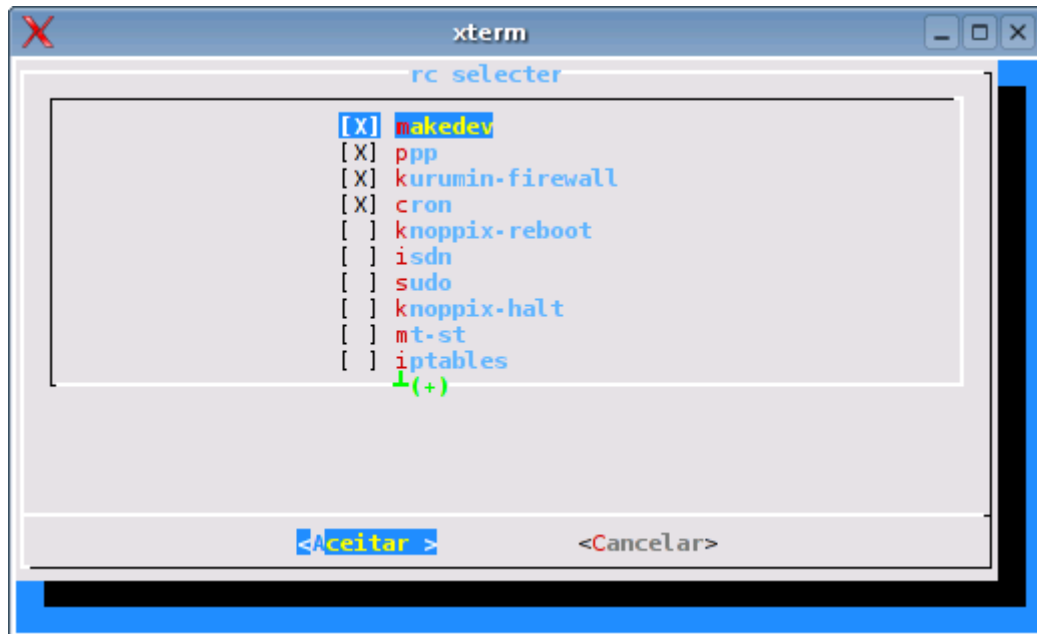 xterm
rc selecter
[X] makedev
[X] ppp
[X] kurumin-firewall
[X] cron
[ ] knoppix-reboot
[ ] isdn
[ ] sudo
[ ] knoppix-halt
[ ] mt-st
[ ] iptables
┴(+)
<Aceitar > <Cancelar>